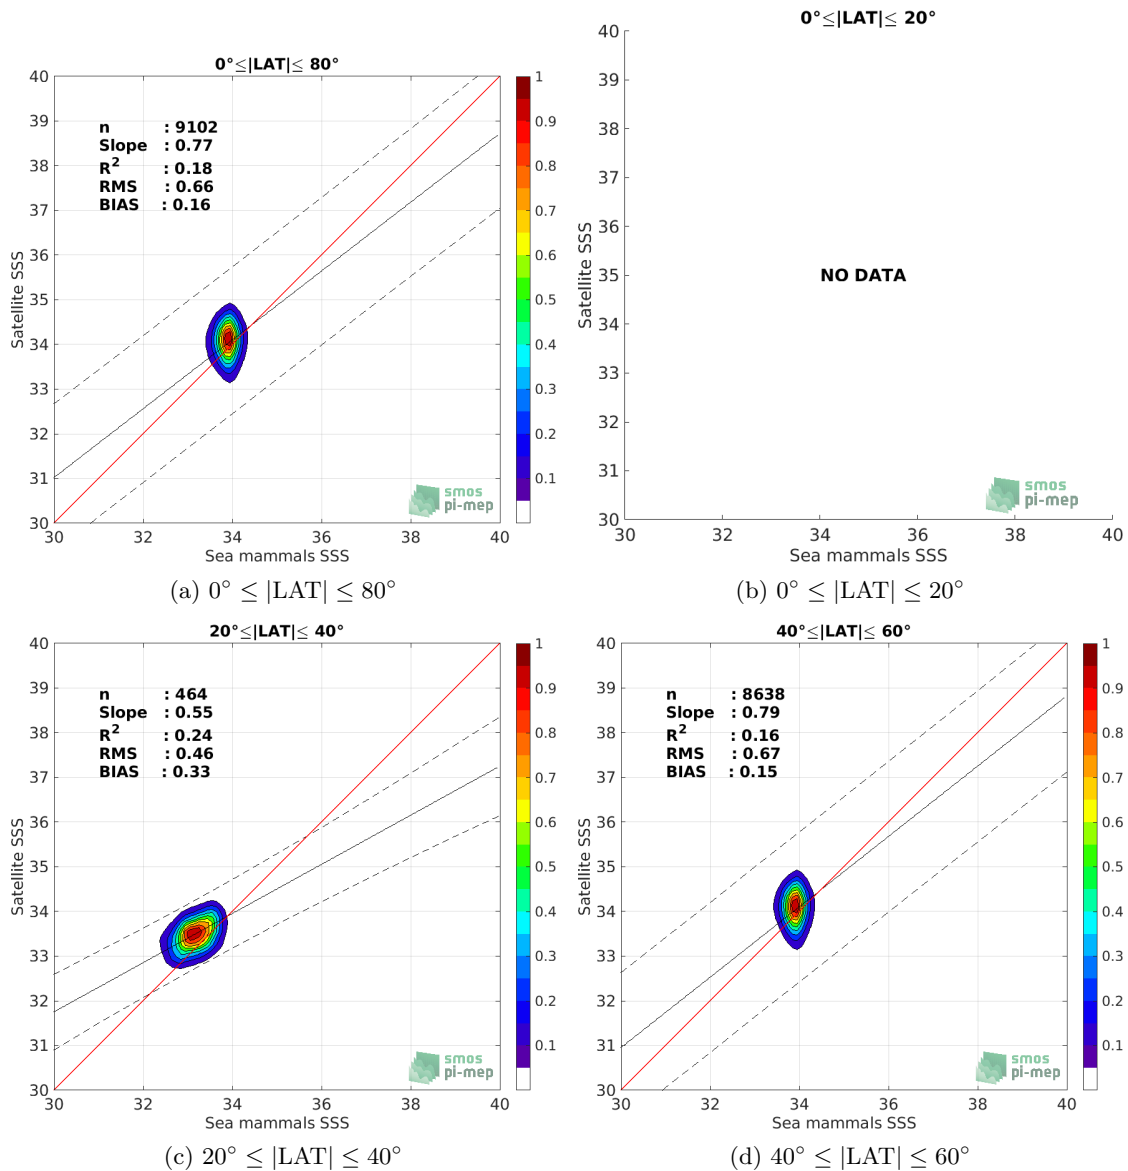 0°≤|LAT|≤ 80°
40
39
38
37
36
35
34
33
32
31
30
Satellite SSS
n : 9102
Slope : 0.77
R2 : 0.18
RMS : 0.66
BIAS : 0.16
smos
pi-mep
30 32 34 36 38 40
Sea mammals SSS
1
0.9
0.8
0.7
0.6
0.5
0.4
0.3
0.2
0.1
(a) 0° ≤ |LAT| ≤ 80°
0°≤|LAT|≤ 20°
40
39
38
37
36
35
34
33
32
31
30
Satellite SSS
NO DATA
smos
pi-mep
30 32 34 36 38 40
Sea mammals SSS
(b) 0° ≤ |LAT| ≤ 20°
20°≤|LAT|≤ 40°
40
39
38
37
36
35
34
33
32
31
30
Satellite SSS
n : 464
Slope : 0.55
R2 : 0.24
RMS : 0.46
BIAS : 0.33
smos
pi-mep
30 32 34 36 38 40
Sea mammals SSS
1
0.9
0.8
0.7
0.6
0.5
0.4
0.3
0.2
0.1
(c) 20° ≤ |LAT| ≤ 40°
40°≤|LAT|≤ 60°
40
39
38
37
36
35
34
33
32
31
30
Satellite SSS
n : 8638
Slope : 0.79
R2 : 0.16
RMS : 0.67
BIAS : 0.15
smos
pi-mep
30 32 34 36 38 40
Sea mammals SSS
1
0.9
0.8
0.7
0.6
0.5
0.4
0.3
0.2
0.1
(d) 40° ≤ |LAT| ≤ 60°